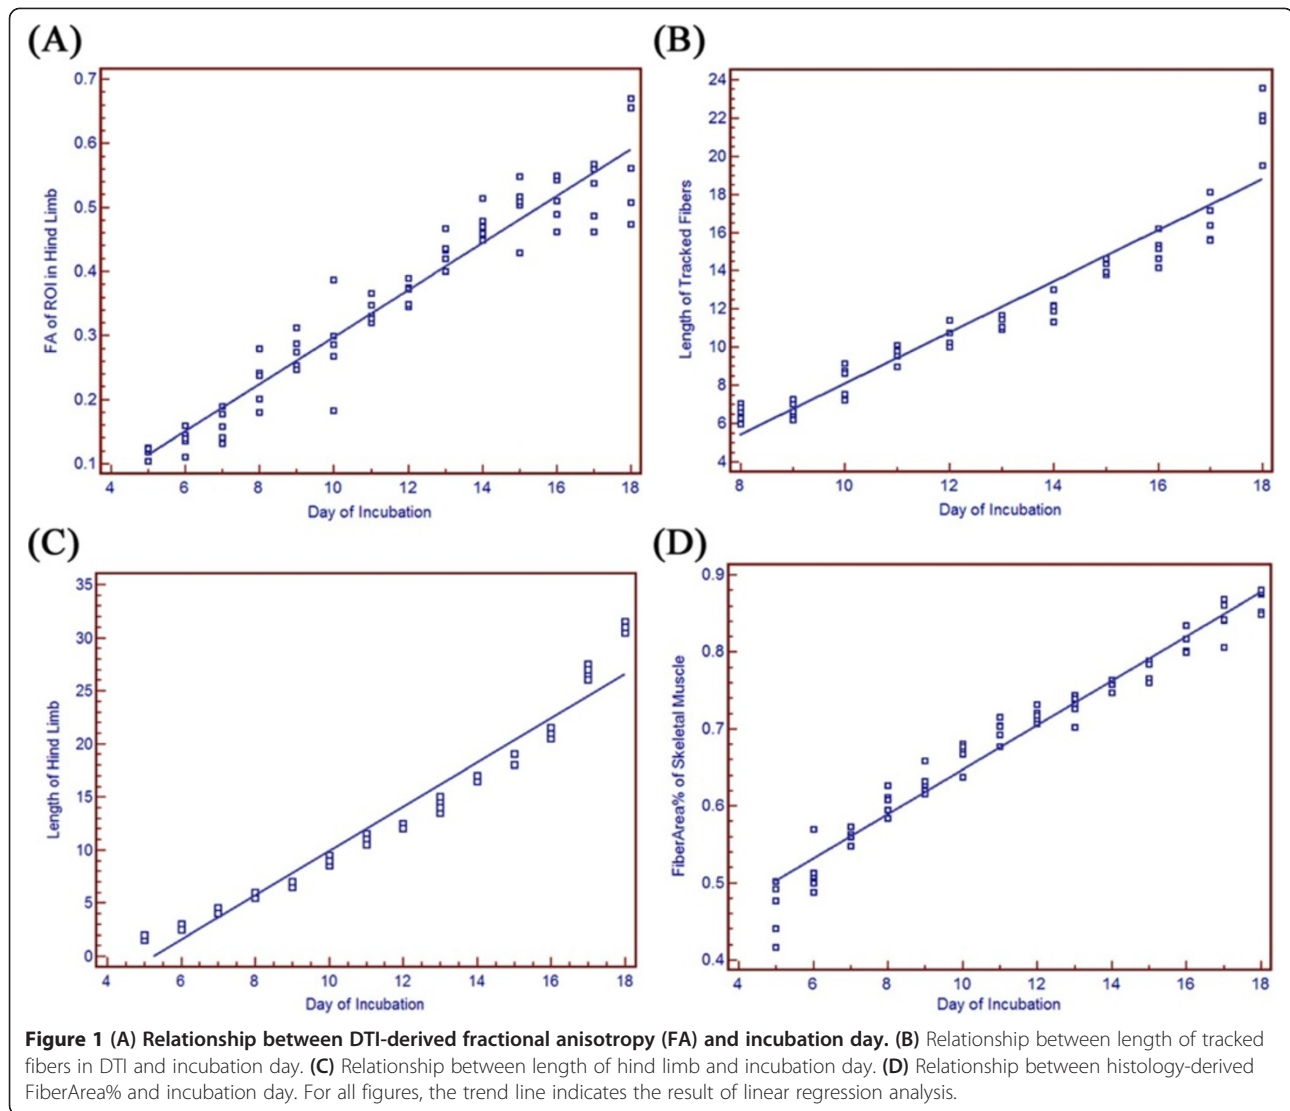 (A)
0.7
0.6
0.5
0.4
0.3
0.2
0.1
FA of ROI in Hind Limb
4 6 8 10 12 14 16 18
Day of Incubation
(B)
24
22
20
18
16
14
12
10
8
6
4
Length of Tracked Fibers
8 10 12 14 16 18
Day of Incubation
(C)
35
30
25
20
15
10
5
0
Length of Hind Limb
4 6 8 10 12 14 16 18
Day of Incubation
(D)
0.9
0.8
0.7
0.6
0.5
0.4
FiberArea% of Skeletal Muscle
4 6 8 10 12 14 16 18
Day of Incubation
Figure 1 (A) Relationship between DTI-derived fractional anisotropy (FA) and incubation day. (B) Relationship between length of tracked
fibers in DTI and incubation day. (C) Relationship between length of hind limb and incubation day. (D) Relationship between histology-derived
FiberArea% and incubation day. For all figures, the trend line indicates the result of linear regression analysis.